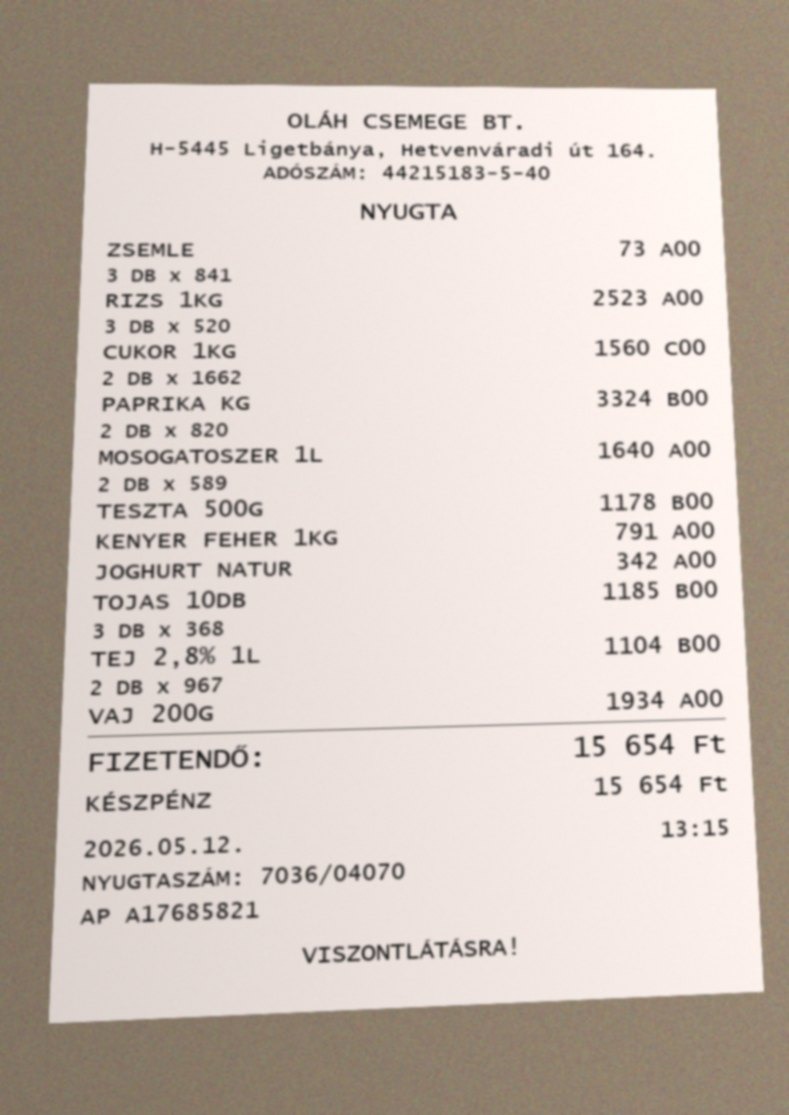 OLÁH CSEMEGE BT.
H-5445 Ligetbánya, Hetvenváradi út 164.
ADÓSZÁM: 44215183-5-40
NYUGTA
ZSEMLE 73 A00
3 DB x 841
RIZS 1KG 2523 A00
3 DB x 520
CUKOR 1KG 1560 C00
2 DB x 1662
PAPRIKA KG 3324 B00
2 DB x 820
MOSOGATOSZER 1L 1640 A00
2 DB x 589
TESZTA 500G 1178 B00
KENYER FEHER 1KG 791 A00
JOGHURT NATUR 342 A00
TOJAS 10DB 1185 B00
3 DB x 368
TEJ 2,8% 1L 1104 B00
2 DB x 967
VAJ 200G 1934 A00
FIZETENDŐ: 15 654 Ft
KÉSZPÉNZ 15 654 Ft
2026.05.12. 13:15
NYUGTASZÁM: 7036/04070
AP A17685821
VISZONTLÁTÁSRA!